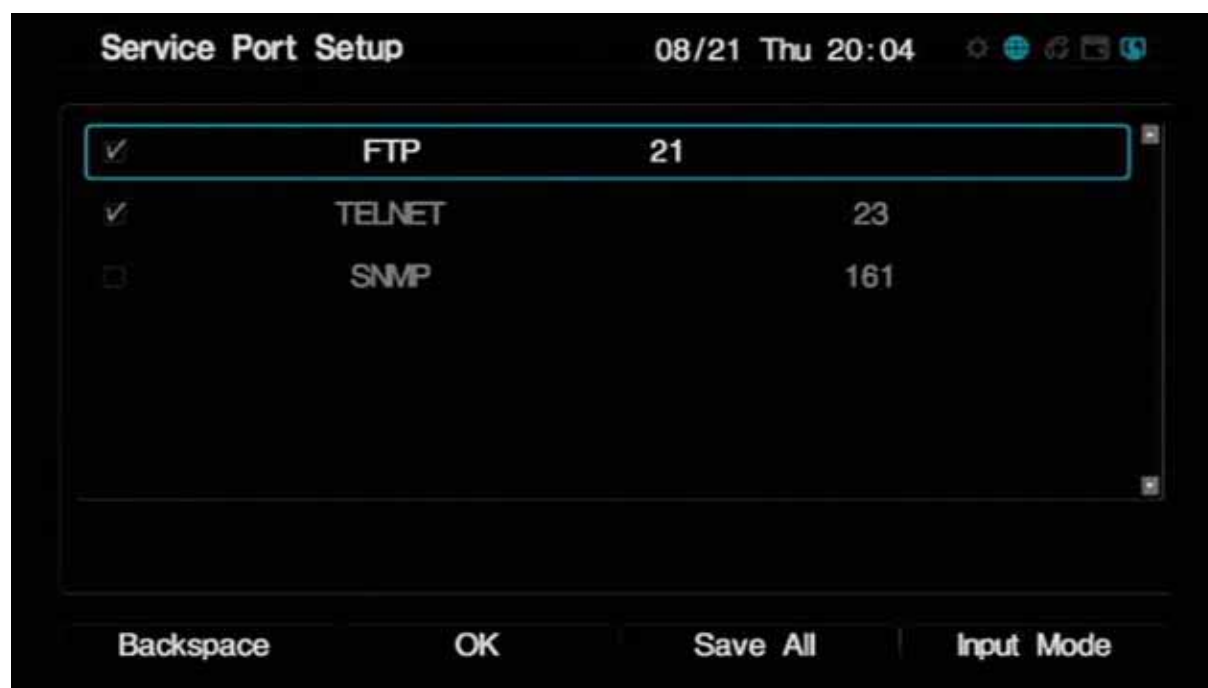 Service Port Setup 08/21 Thu 20:04
FTP 21
TELNET 23
SNMP 161
Backspace OK Save All Input Mode